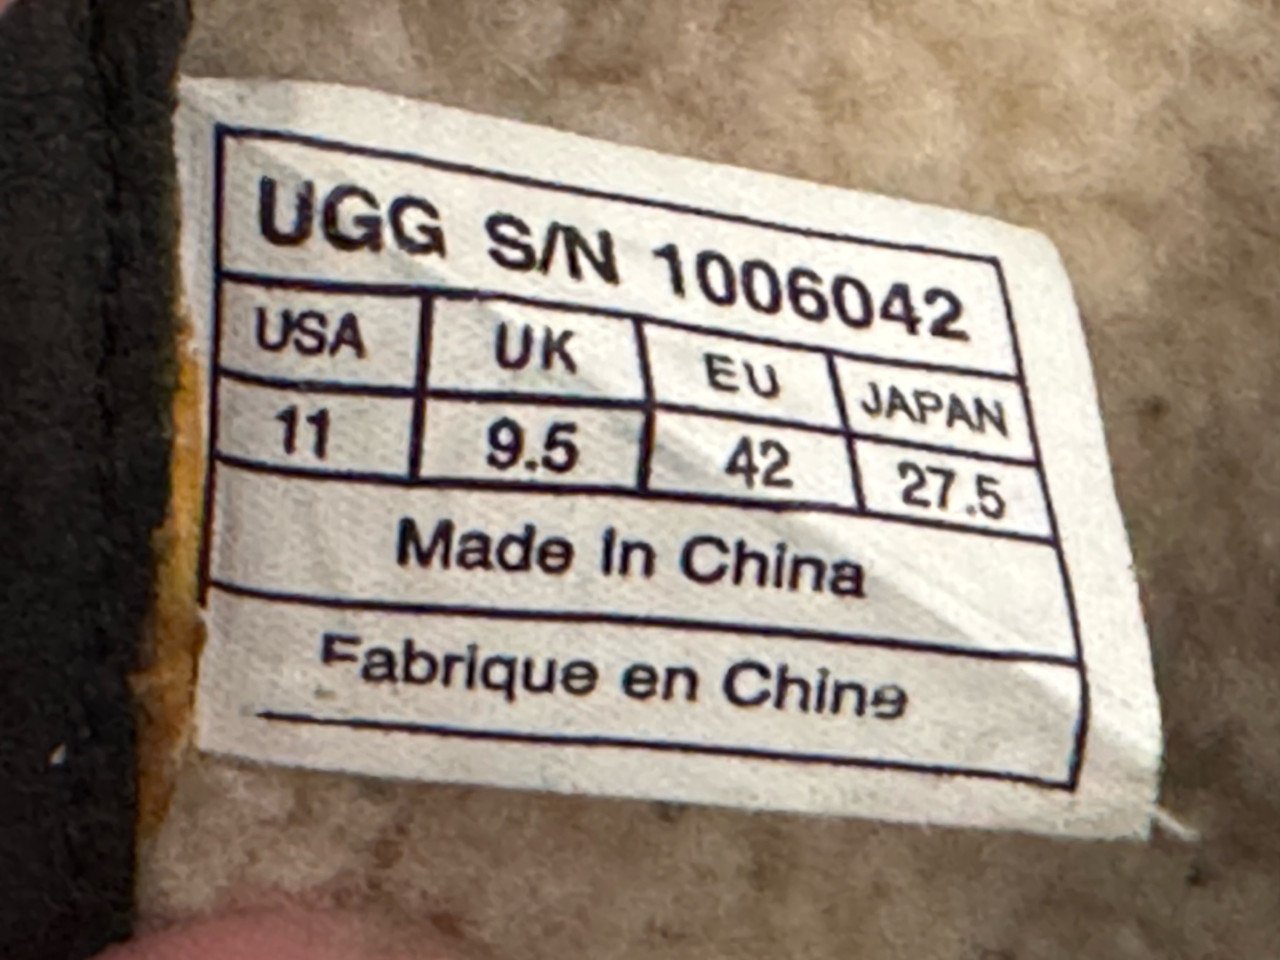 UGG S/N 1006042
USA UK EU JAPAN
11 9.5 42 27.5
Made In China
Fabrique en Chine